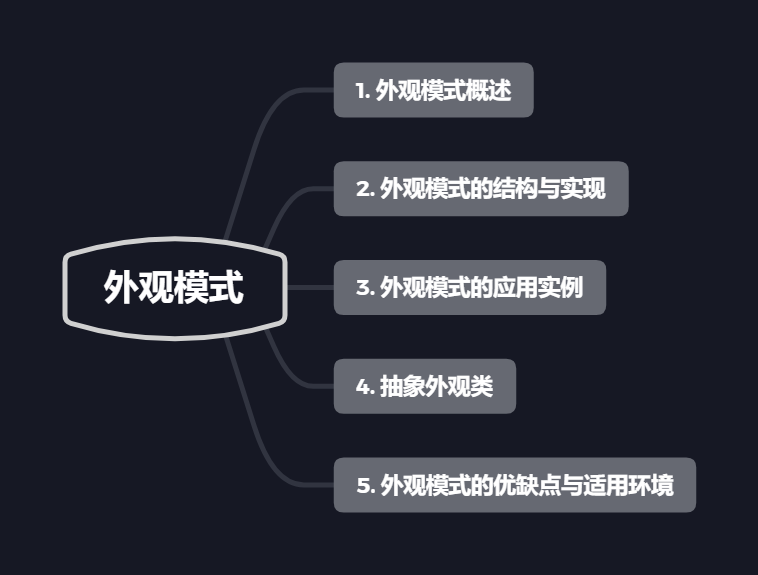 外观模式
1. 外观模式概述
2. 外观模式的结构与实现
3. 外观模式的应用实例
4. 抽象外观类
5. 外观模式的优缺点与适用环境